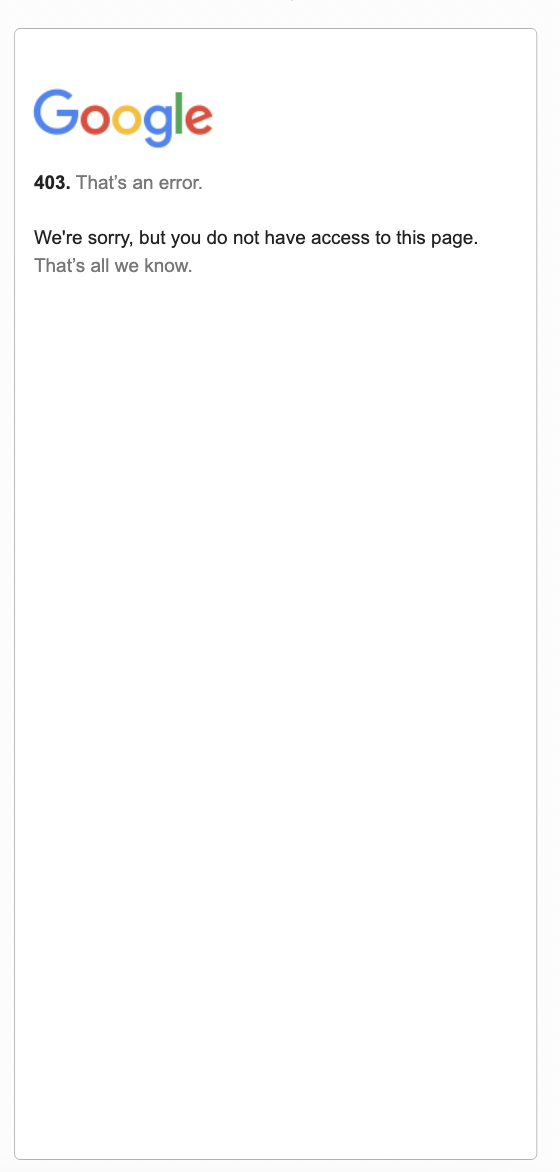 Google
403. That’s an error.
We're sorry, but you do not have access to this page.
That’s all we know.